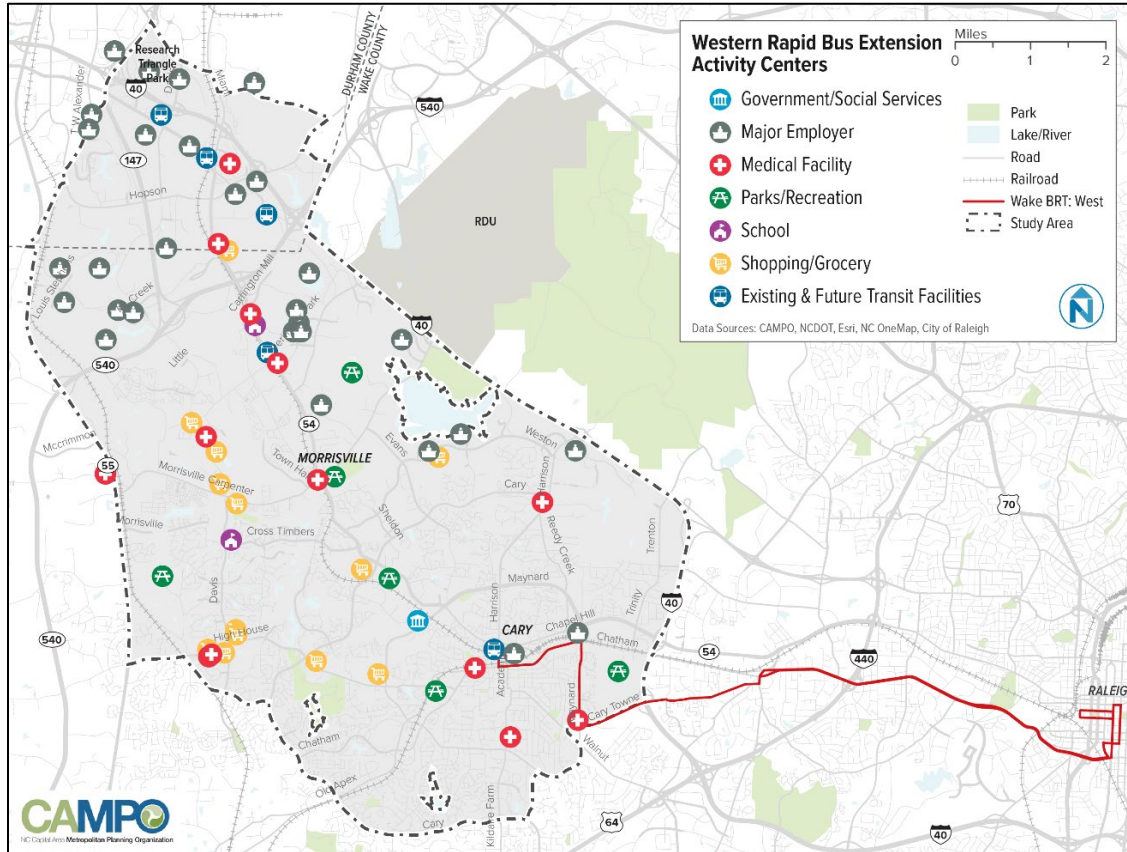 Western Rapid Bus Extension
Activity Centers
Miles
0 1 2
Government/Social Services
Major Employer
Medical Facility
Parks/Recreation
School
Shopping/Grocery
Existing & Future Transit Facilities
Park
Lake/River
Road
Railroad
Wake BRT: West
Study Area
Data Sources: CAMPO, NCDOT, Esri, NC OneMap, City of Raleigh
Research
Triangle
Park
40
T W Alexander
Miami
DURHAM COUNTY
WAKE COUNTY
540
147
Hopson
RDU
Louis Stephens
Creek
Carrington Mill
40
540
Little
54
Mccrimmon
55
MORRISVILLE
Town Hall
Evans
Weston
Harrison
Morrisville Carpenter
Cary
Morrisville
Sheldon
Reedy Creek
Cross Timbers
Trenton
70
Davis
Maynard
Harrison
Trinity
40
540
High House
Chapel Hill
CARY
Chatham
54
440
RALEIG
Cary Towne
Walnut
Chatham
Old Apex
Kildaire Farm
Cary
64
40
CAMPO
NC Capital Area Metropolitan Planning Organization